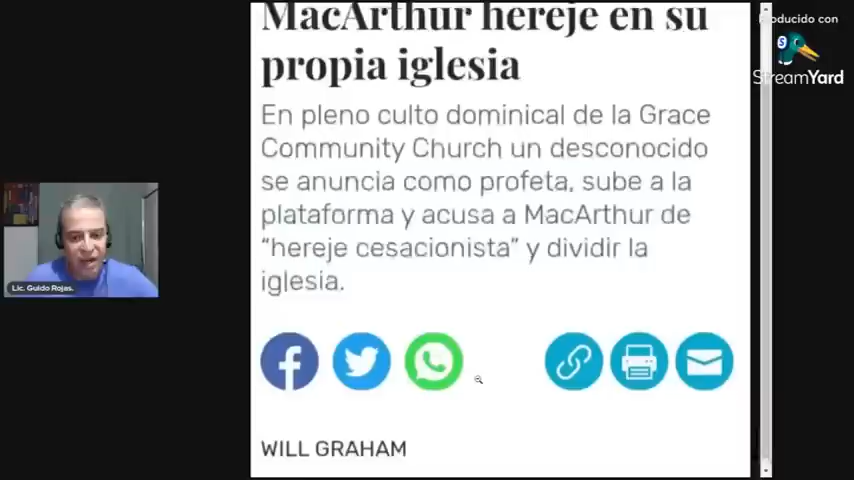 MacArthur hereje en su
propia iglesia
En pleno culto dominical de la Grace
Community Church un desconocido
se anuncia como profeta, sube a la
plataforma y acusa a MacArthur de
“hereje cesacionista” y dividir la
iglesia.
WILL GRAHAM
Lic. Guido Rojas.
Producido con
S
StreamYard